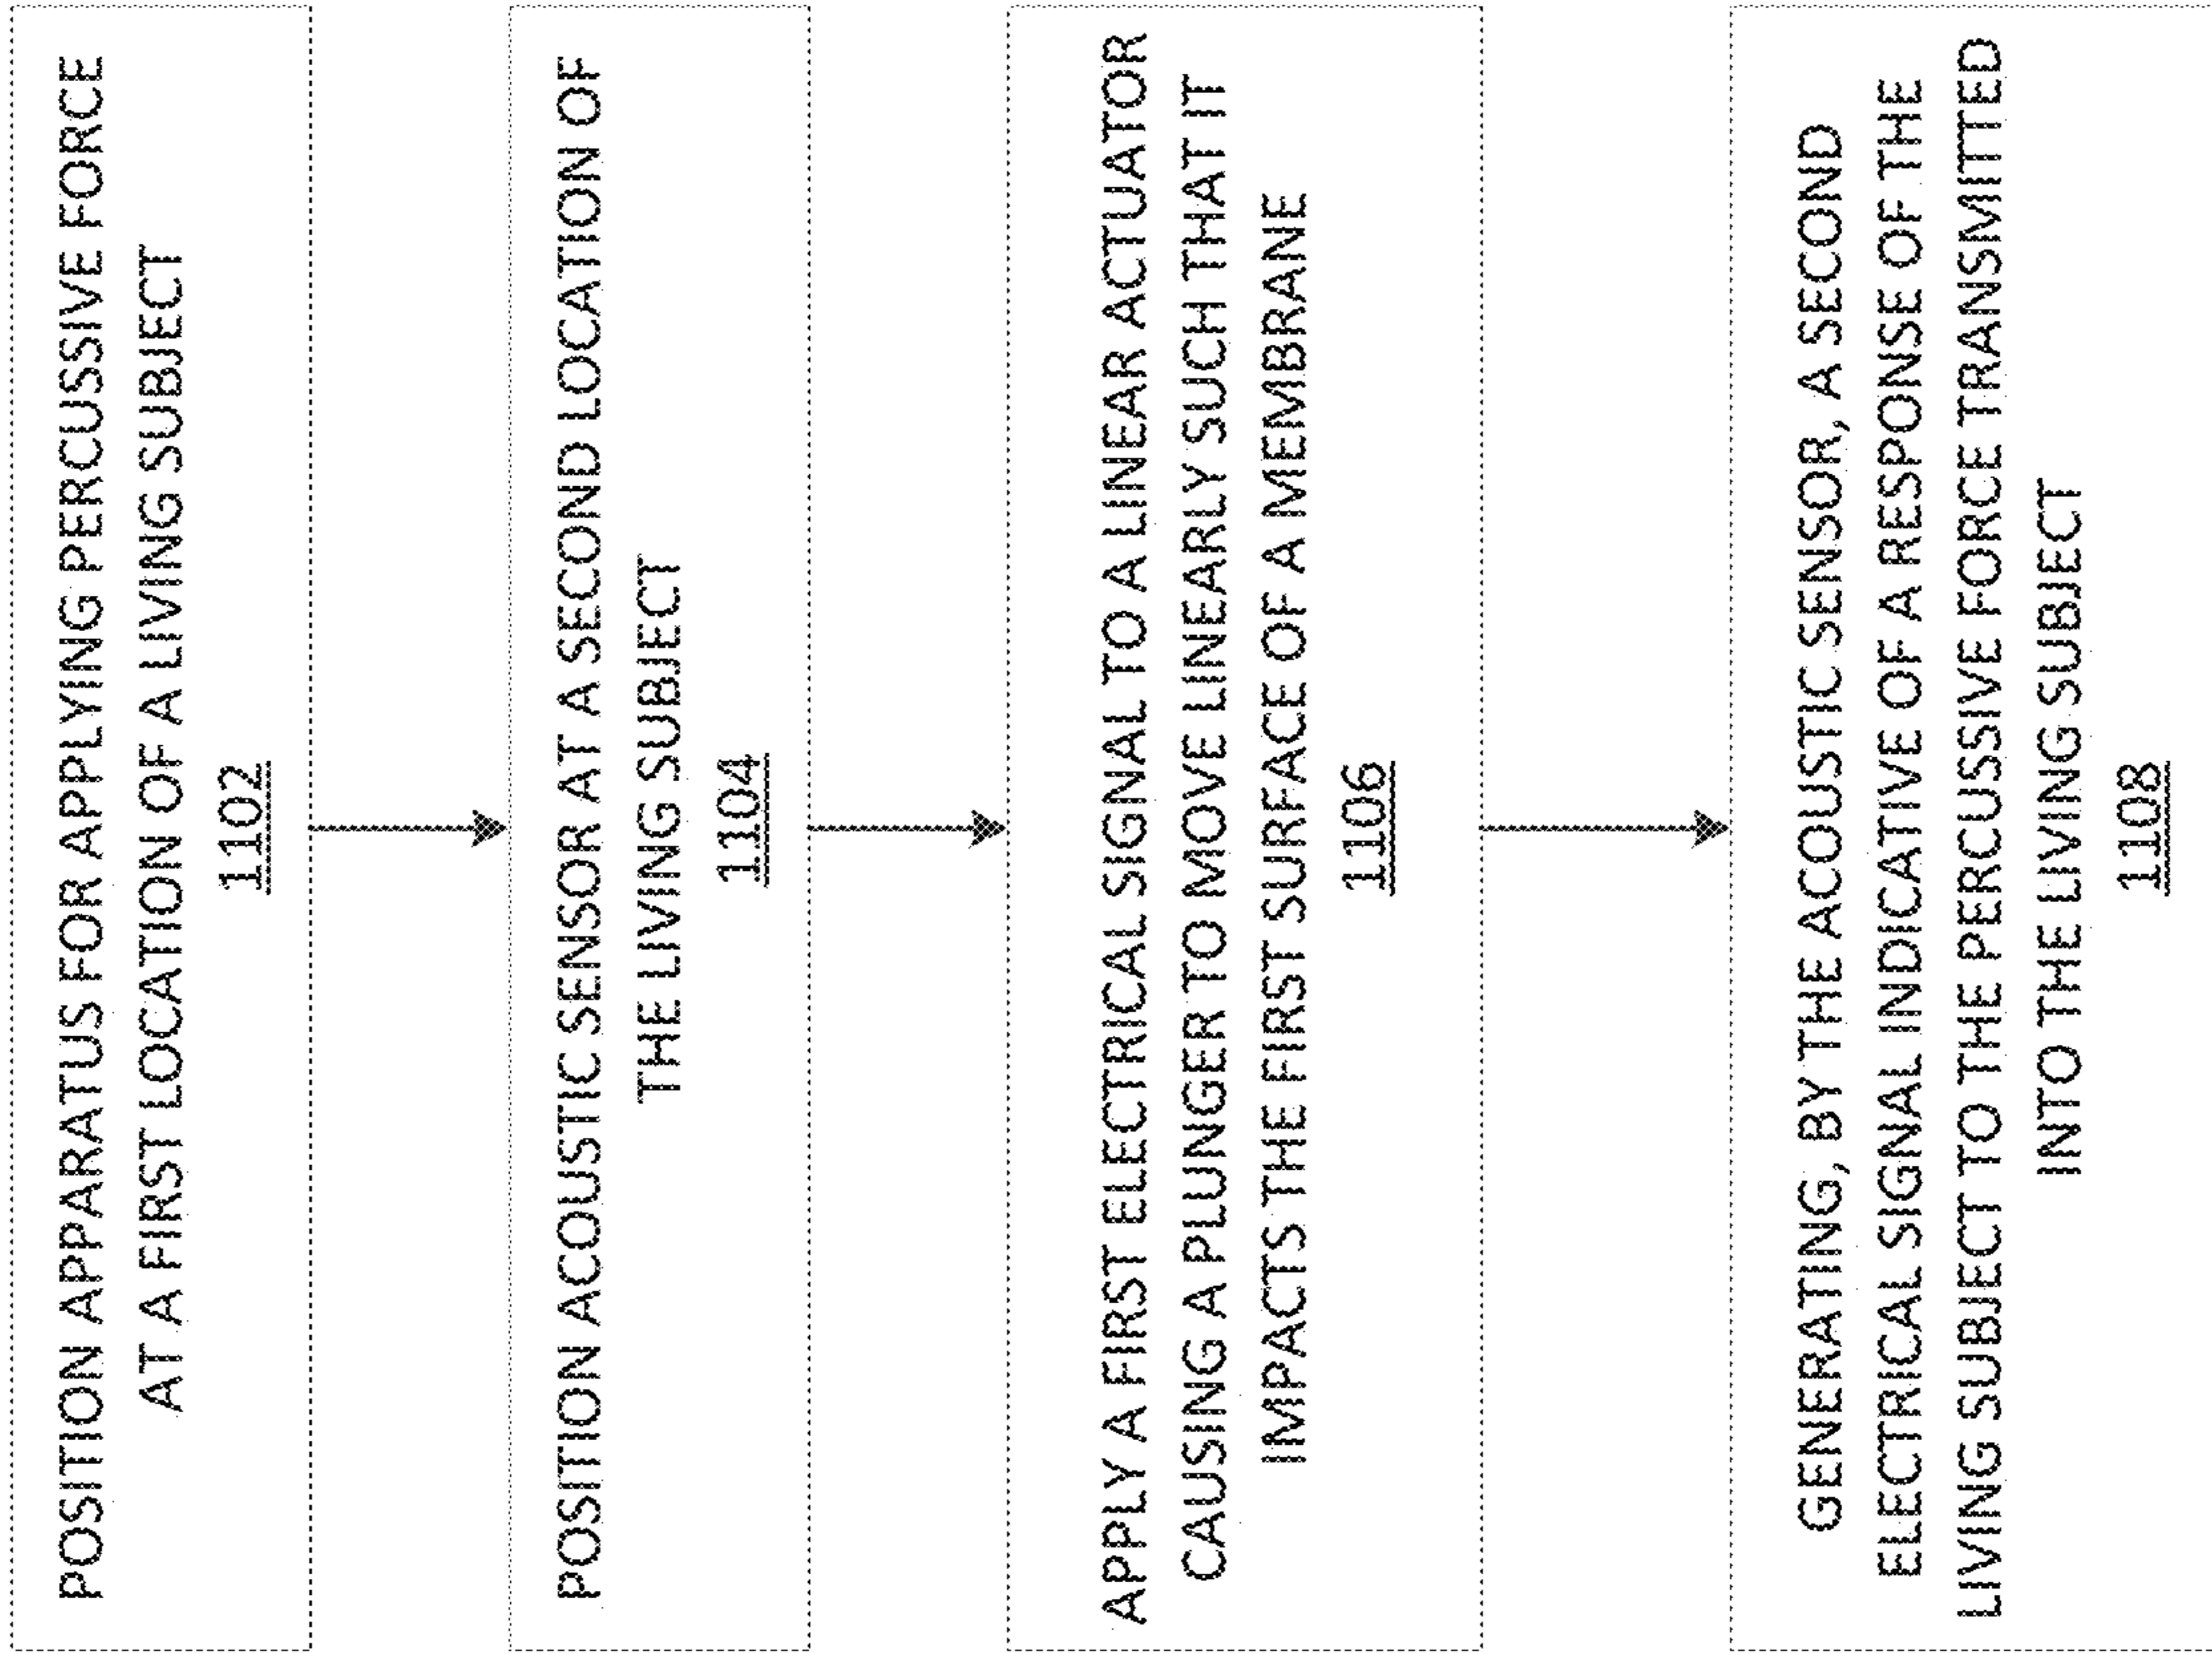 POSITION APPARATUS FOR APPLYING PERCUSSIVE FORCE
AT A FIRST LOCATION OF A LIVING SUBJECT
1102
POSITION ACOUSTIC SENSOR AT A SECOND LOCATION OF
THE LIVING SUBJECT
1104
APPLY A FIRST ELECTRICAL SIGNAL TO A LINEAR ACTUATOR
CAUSING A PLUNGER TO MOVE LINEARLY SUCH THAT IT
IMPACTS THE FIRST SURFACE OF A MEMBRANE
1106
GENERATING, BY THE ACOUSTIC SENSOR, A SECOND
ELECTRICAL SIGNAL INDICATIVE OF A RESPONSE OF THE
LIVING SUBJECT TO THE PERCUSSIVE FORCE TRANSMITTED
INTO THE LIVING SUBJECT
1108